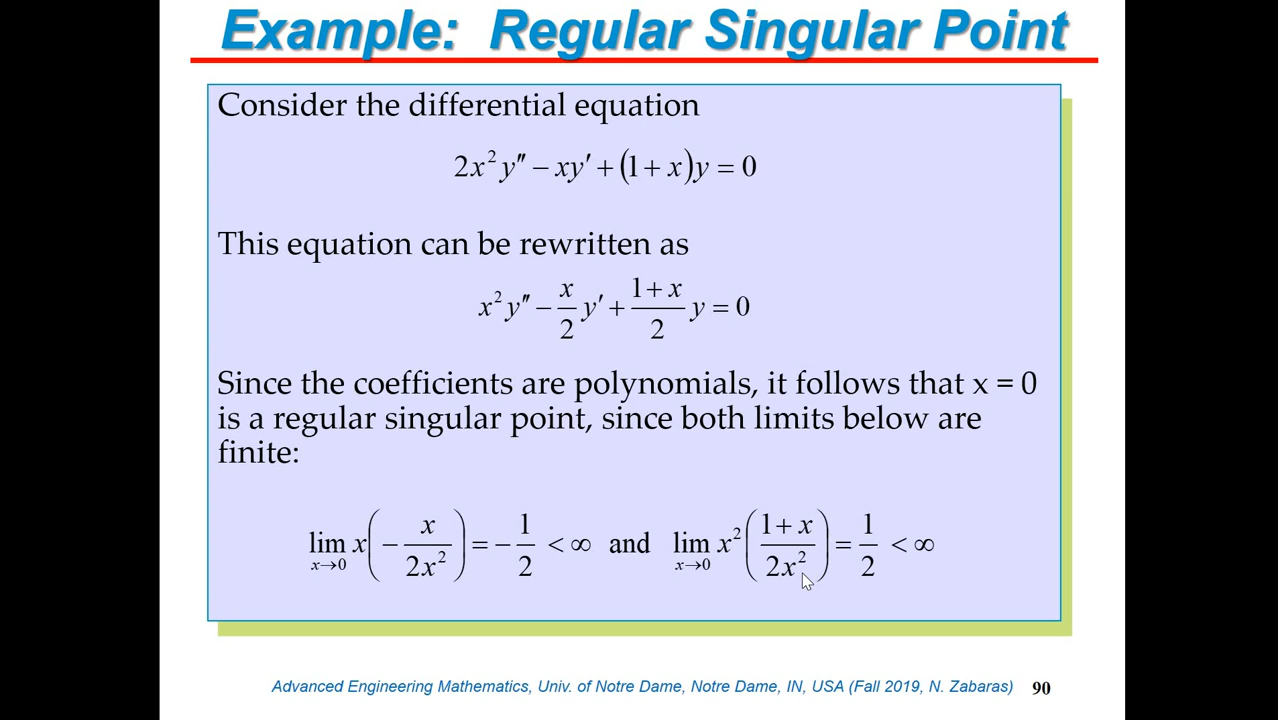 Example: Regular Singular Point
Consider the differential equation
2x² y″ − xy′ + (1 + x)y = 0
This equation can be rewritten as
x² y″ − x/2 y′ + (1 + x)/2 y = 0
Since the coefficients are polynomials, it follows that x = 0
is a regular singular point, since both limits below are
finite:
lim x→0 x(− x/2x²) = − 1/2 < ∞ and lim x→0 x²((1 + x)/2x²) = 1/2 < ∞
Advanced Engineering Mathematics, Univ. of Notre Dame, Notre Dame, IN, USA (Fall 2019, N. Zabaras) 90